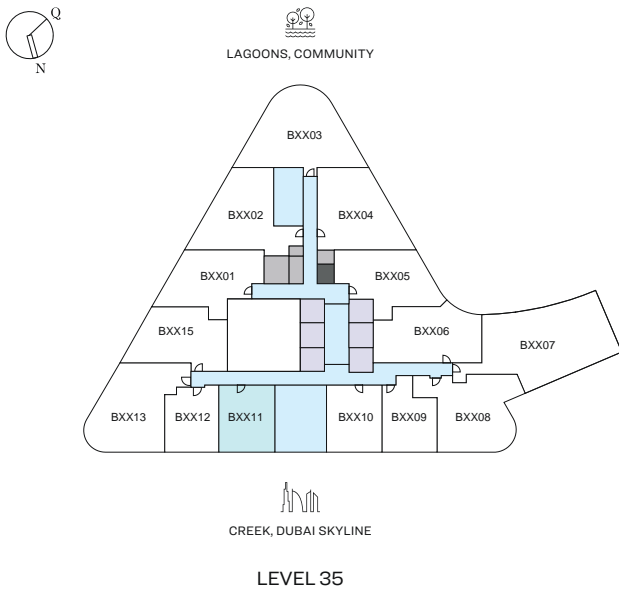 Q
N
LAGOONS, COMMUNITY
BXX03
BXX02
BXX04
BXX01
BXX05
BXX15
BXX06
BXX07
BXX13
BXX12
BXX11
BXX10
BXX09
BXX08
CREEK, DUBAI SKYLINE
LEVEL 35